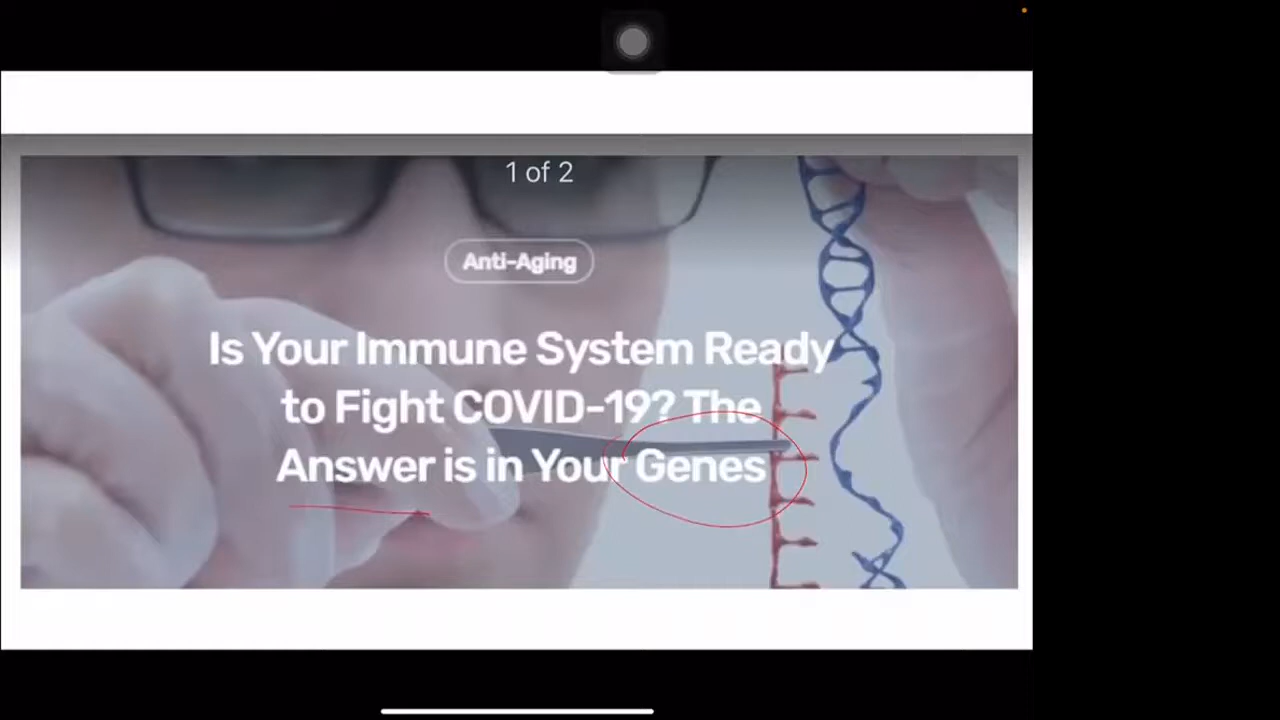 1 of 2
Anti-Aging
Is Your Immune System Ready
to Fight COVID-19? The
Answer is in Your Genes